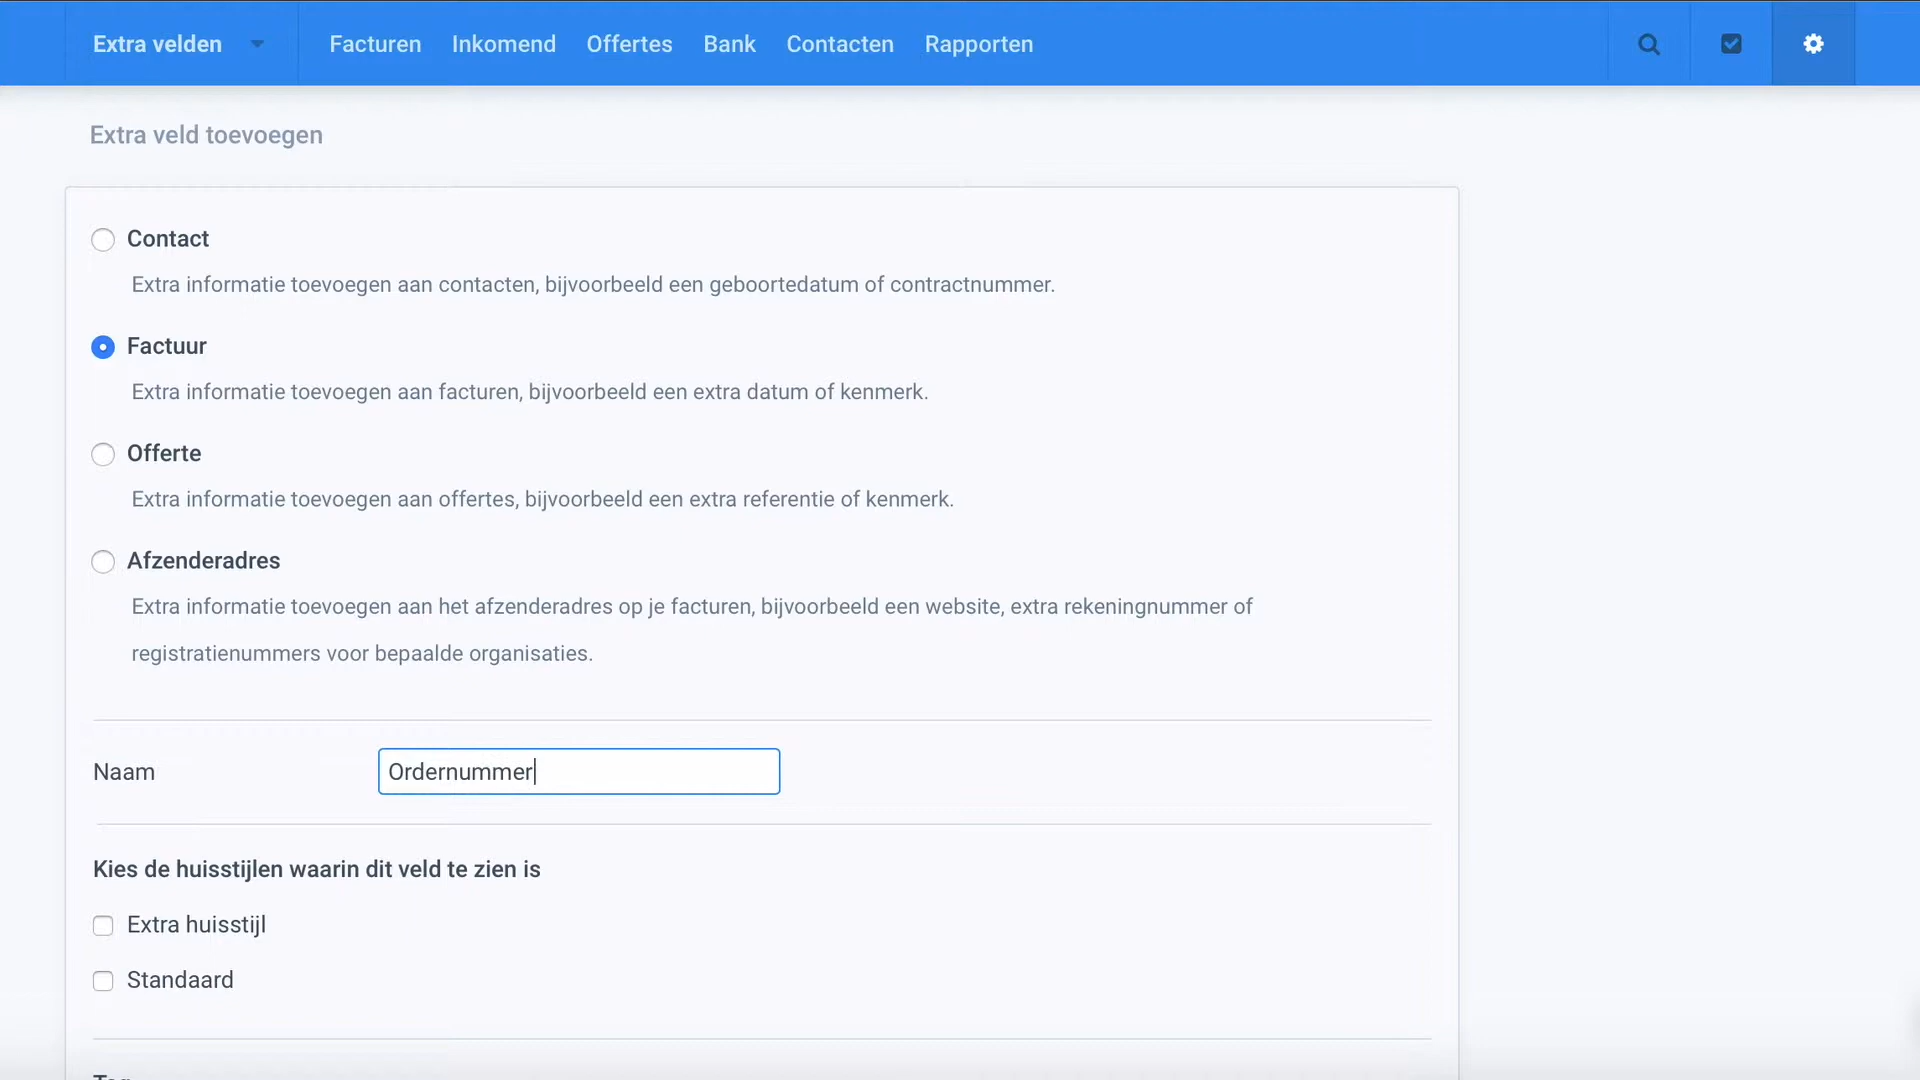 Extra velden
Facturen
Inkomend
Offertes
Bank
Contacten
Rapporten
Extra veld toevoegen
Contact
Extra informatie toevoegen aan contacten, bijvoorbeeld een geboortedatum of contractnummer.
Factuur
Extra informatie toevoegen aan facturen, bijvoorbeeld een extra datum of kenmerk.
Offerte
Extra informatie toevoegen aan offertes, bijvoorbeeld een extra referentie of kenmerk.
Afzenderadres
Extra informatie toevoegen aan het afzenderadres op je facturen, bijvoorbeeld een website, extra rekeningnummer of
registratienummers voor bepaalde organisaties.
Naam
Ordernummer
Kies de huisstijlen waarin dit veld te zien is
Extra huisstijl
Standaard